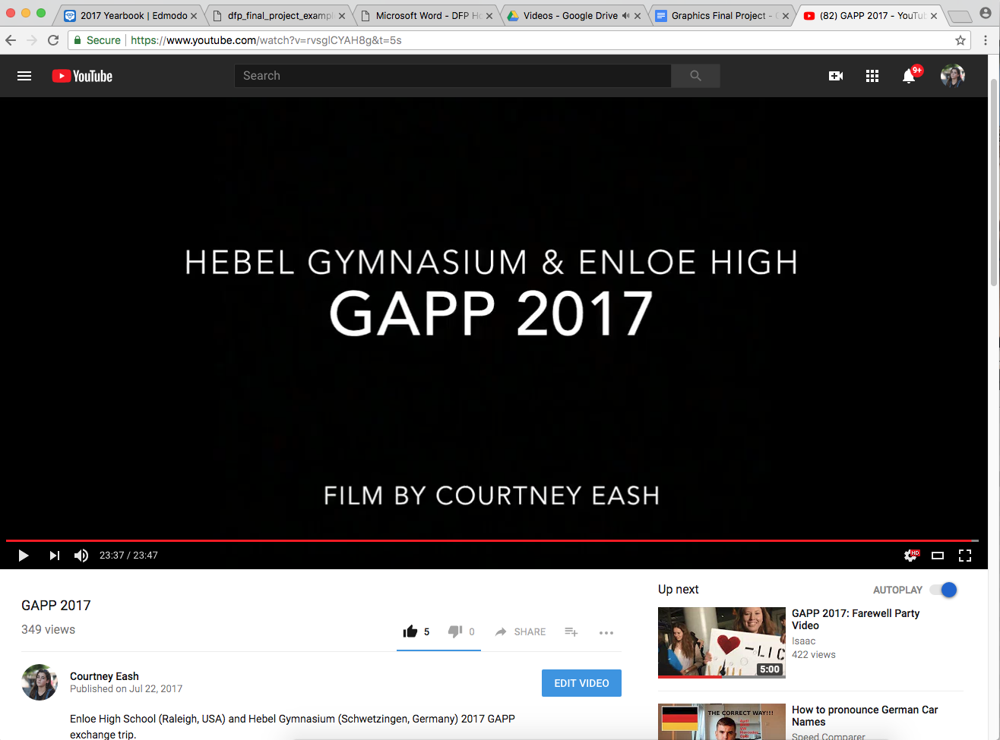 2017 Yearbook | Edmodo
dfp_final_project_exampl
Microsoft Word - DFP Ho
Videos - Google Drive
Graphics Final Project -
(82) GAPP 2017 - YouTu
Secure
https://www.youtube.com/watch?v=rvsglCYAH8g&t=5s
YouTube
Search
9+
HEBEL GYMNASIUM & ENLOE HIGH
GAPP 2017
FILM BY COURTNEY EASH
23:37 / 23:47
HD
GAPP 2017
349 views
5
0
SHARE
Courtney Eash
Published on Jul 22, 2017
EDIT VIDEO
Enloe High School (Raleigh, USA) and Hebel Gymnasium (Schwetzingen, Germany) 2017 GAPP
exchange trip.
Up next
AUTOPLAY
LIC
5:00
GAPP 2017: Farewell Party
Video
Isaac
422 views
THE CORRECT WAY!!!
How to pronounce German Car
Names
Speed Comparer